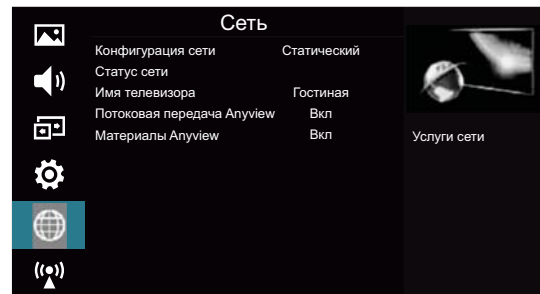 Сеть
Конфигурация сети Статический
Статус сети
Имя телевизора Гостиная
Потоковая передача Anyview Вкл
Материалы Anyview Вкл
Услуги сети